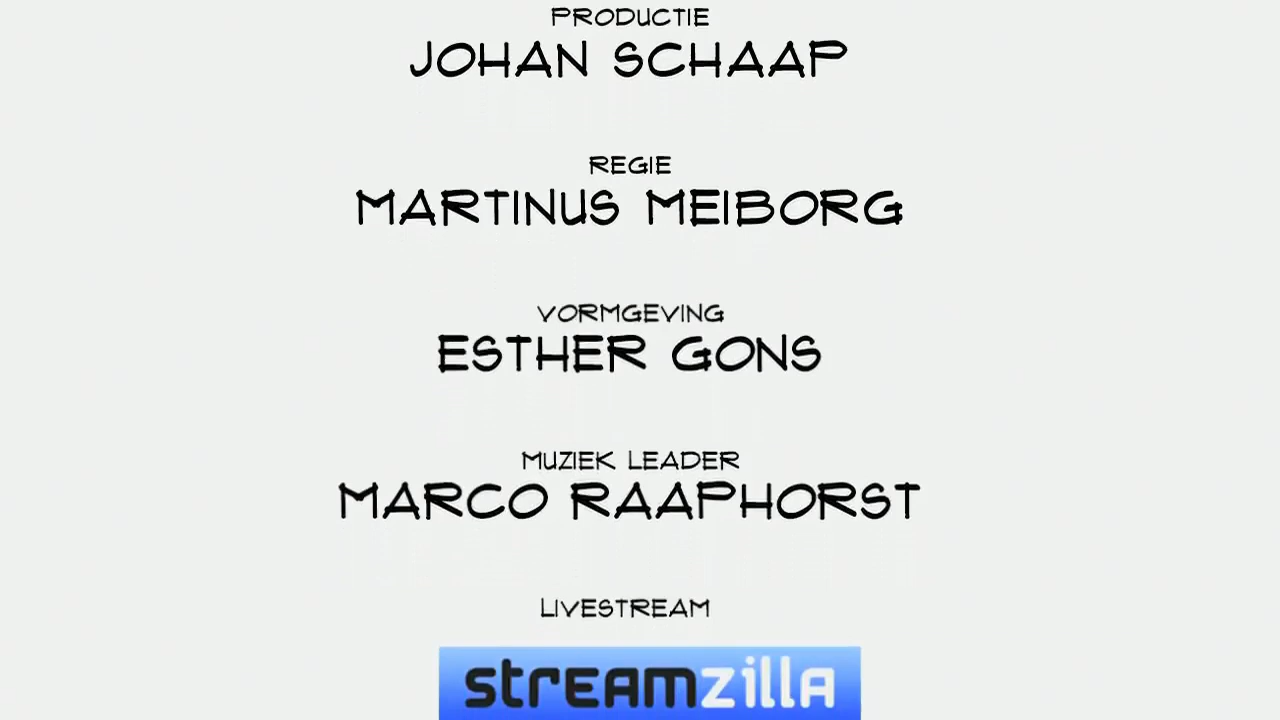 PRODUCTIE
JOHAN SCHAAP
REGIE
MARTINUS MEIBORG
VORMGEVING
ESTHER GONS
MUZIEK LEADER
MARCO RAAPHORST
LIVESTREAM
streamzilla